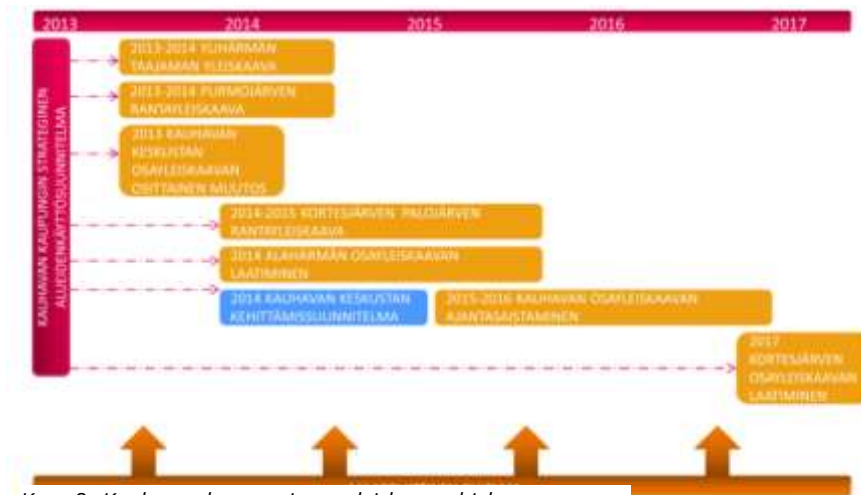 2013 2014 2015 2016 2017
KAUHAVAN KAUPUNGIN STRATEGINEN
ALUEIDENKÄYTTÖSUUNNITELMA
2013-2014 YLIHÄRMÄN
TAAJAMAN YLEISKAAVA
2013-2014 PURMOJÄRVEN
RANTAYLEISKAAVA
2013 KAUHAVAN
KESKUSTAN
OSAYLEISKAAVAN
OSITTAINEN MUUTOS
2014-2015 KORTESJÄRVEN PALOJÄRVEN
RANTAYLEISKAAVA
2014 ALAHÄRMÄN OSAYLEISKAAVAN
LAATIMINEN
2014 KAUHAVAN KESKUSTAN
KEHITTÄMISSUUNNITELMA
2015-2016 KAUHAVAN OSAYLEISKAAVAN
AJANTASAISTAMINEN
2017
KORTESJÄRVEN
OSAYLEISKAAVAN
LAATIMINEN